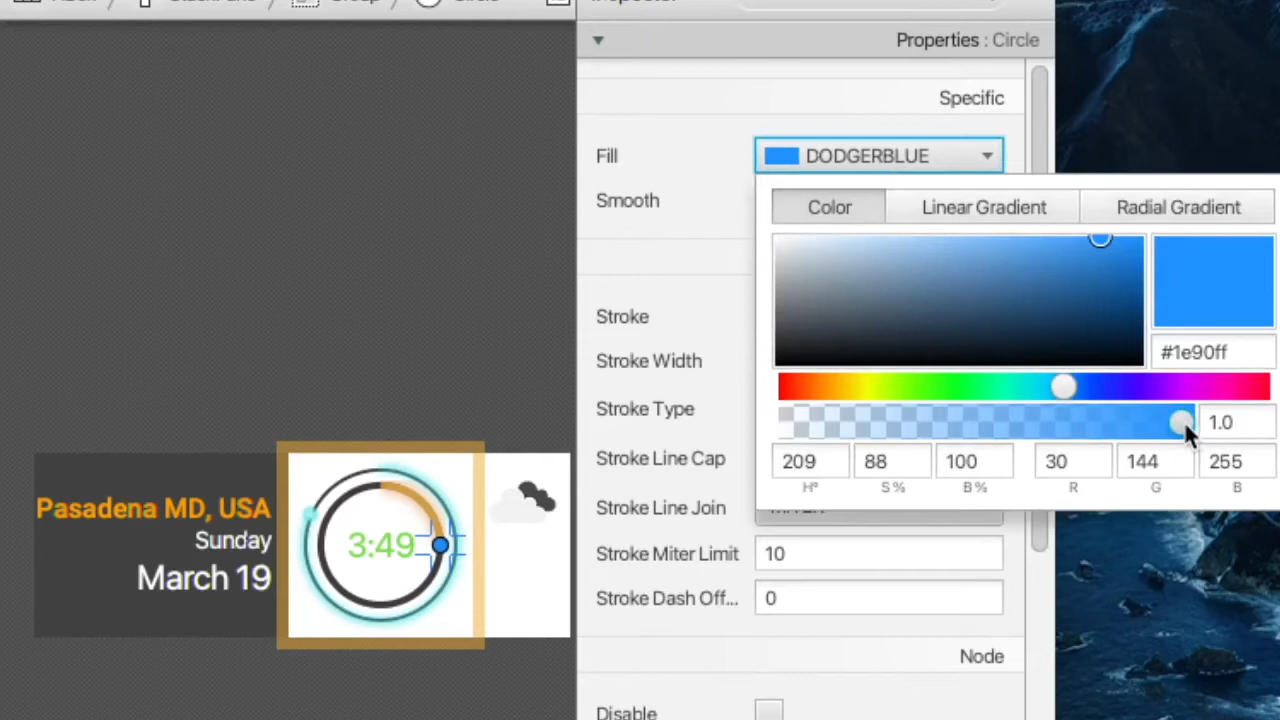 Properties : Circle
Specific
Fill
DODGERBLUE
Smooth
Color
Linear Gradient
Radial Gradient
#1e90ff
Stroke
Stroke Width
Stroke Type
1.0
Stroke Line Cap
209
88
100
30
144
255
H°
S%
B%
R
G
B
Stroke Line Join
Stroke Miter Limit
10
Stroke Dash Off...
0
Node
Disable
Pasadena MD, USA
Sunday
March 19
3:49